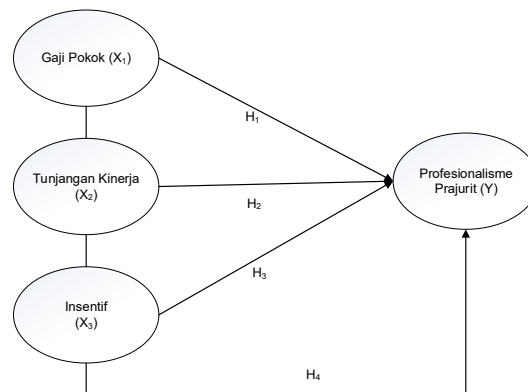 Gaji Pokok (X₁)
H₁
Tunjangan Kinerja
(X₂)
H₂
Profesionalisme
Prajurit (Y)
H₃
Insentif
(X₃)
H₄